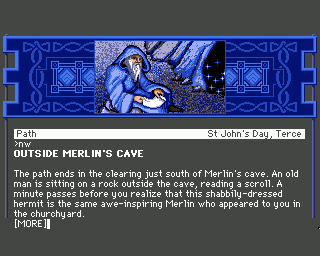 Path St John's Day, Terce
>nw
OUTSIDE MERLIN'S CAVE
The path ends in the clearing just south of Merlin's cave. An old
man is sitting on a rock outside the cave, reading a scroll. A
minute passes before you realize that this shabbily-dressed
hermit is the same awe-inspiring Merlin who appeared to you in
the churchyard.
[MORE]